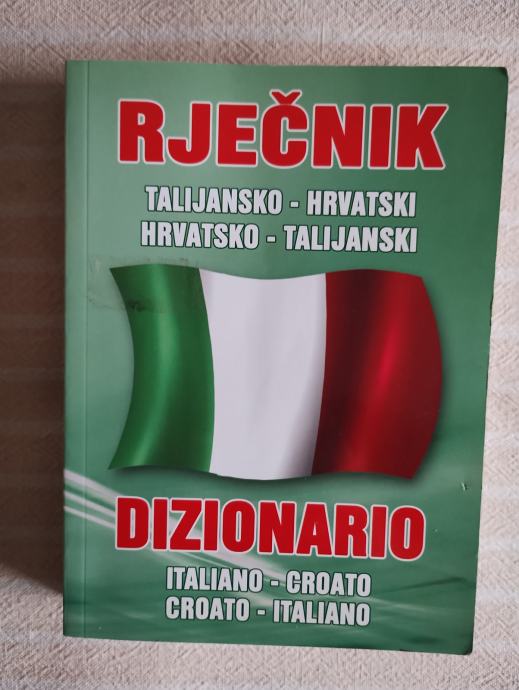 RJEČNIK
TALIJANSKO - HRVATSKI
HRVATSKO - TALIJANSKI
DIZIONARIO
ITALIANO - CROATO
CROATO - ITALIANO